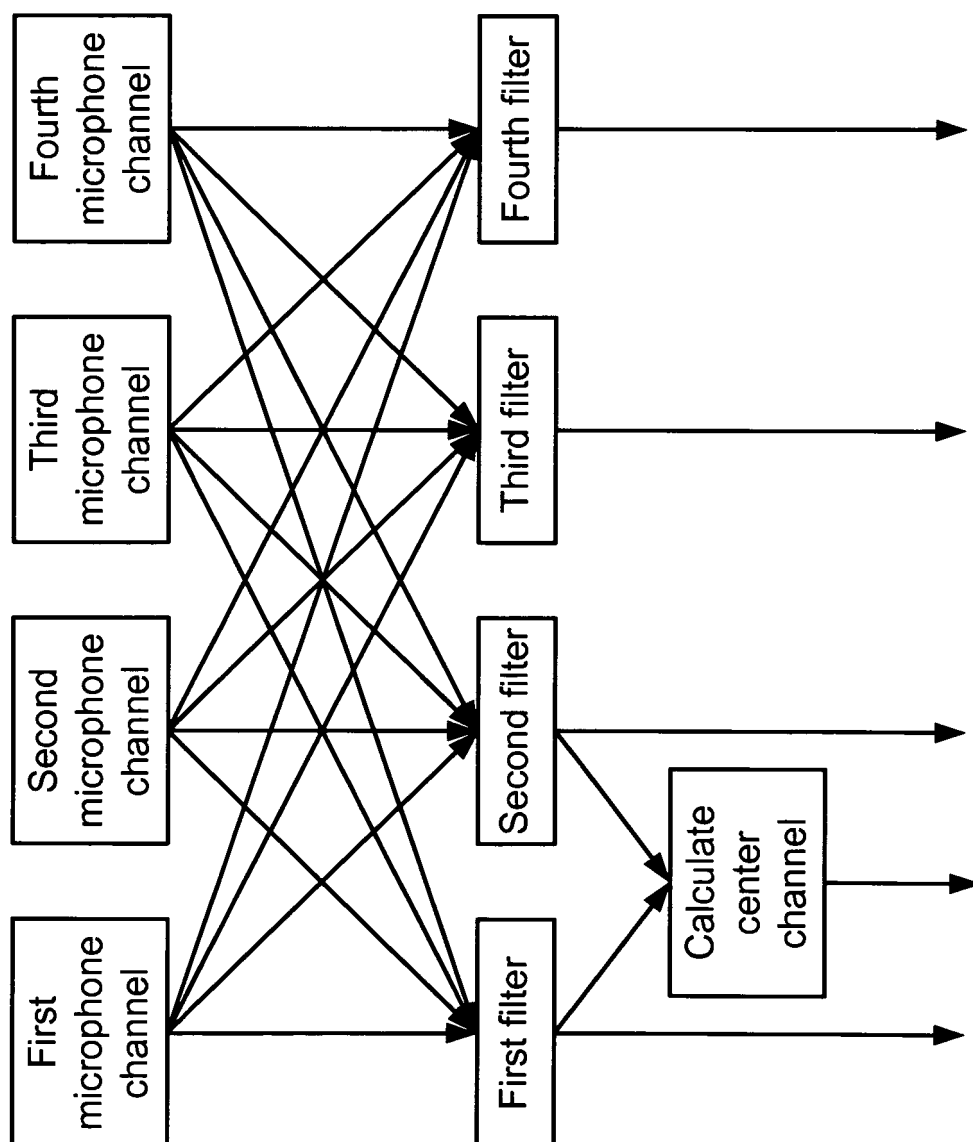 First
microphone
channel
Second
microphone
channel
Third
microphone
channel
Fourth
microphone
channel
First filter
Second filter
Third filter
Fourth filter
Calculate
center
channel